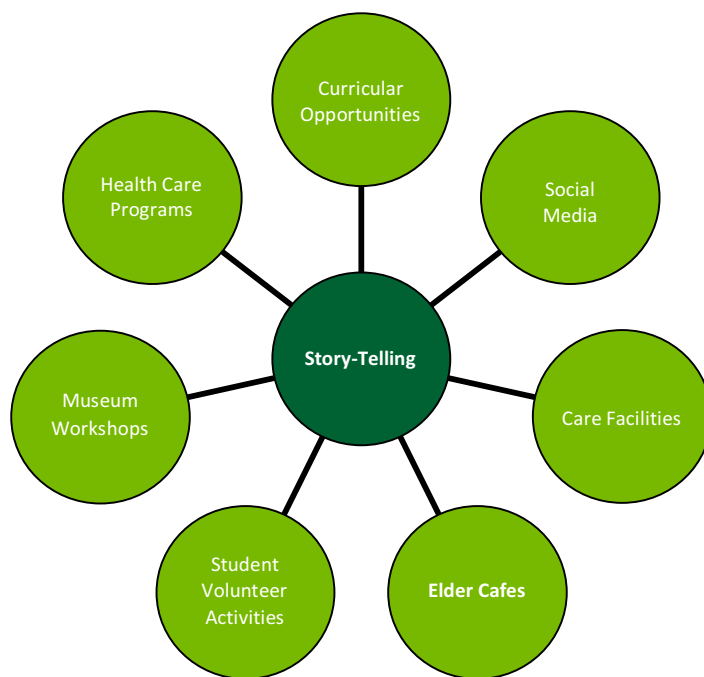 Curricular
Opportunities
Social
Media
Care Facilities
Elder Cafes
Student
Volunteer
Activities
Museum
Workshops
Health Care
Programs
Story-Telling